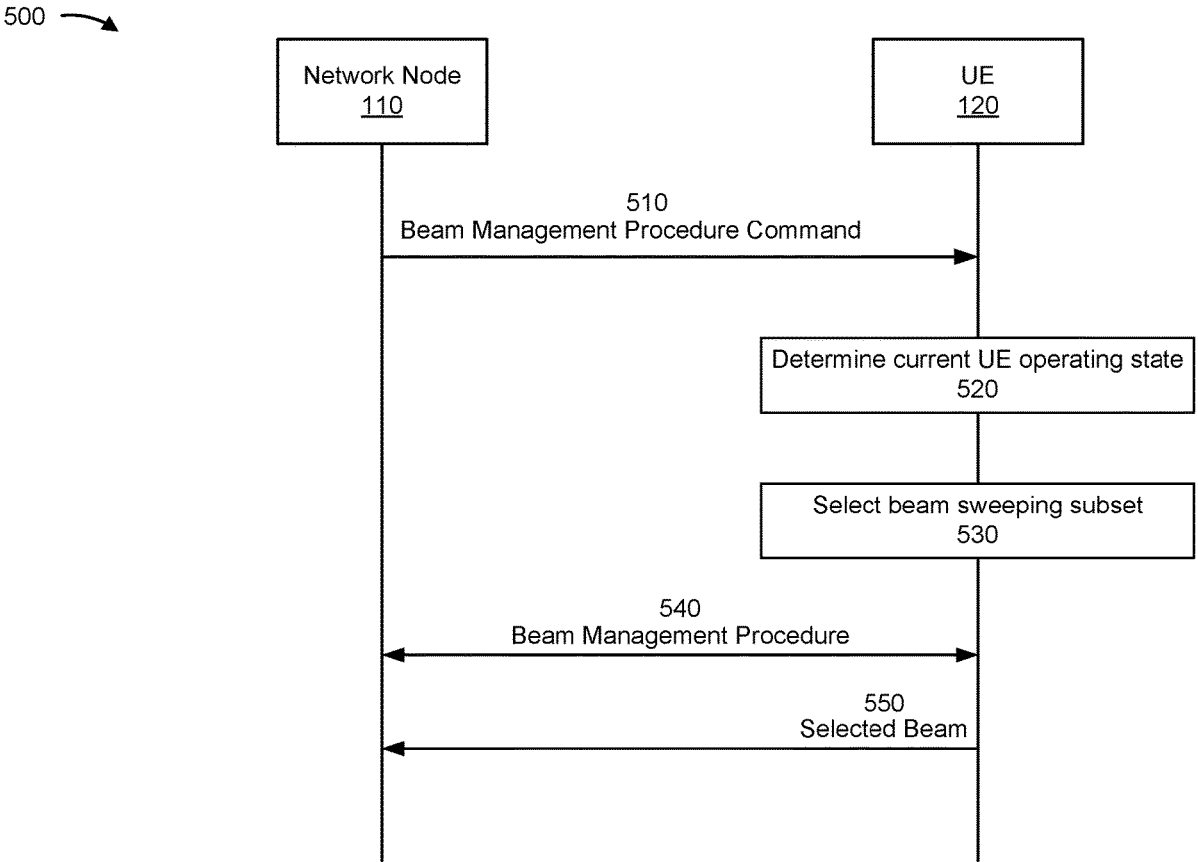 500
Network Node
110
UE
120
510
Beam Management Procedure Command
Determine current UE operating state
520
Select beam sweeping subset
530
540
Beam Management Procedure
550
Selected Beam